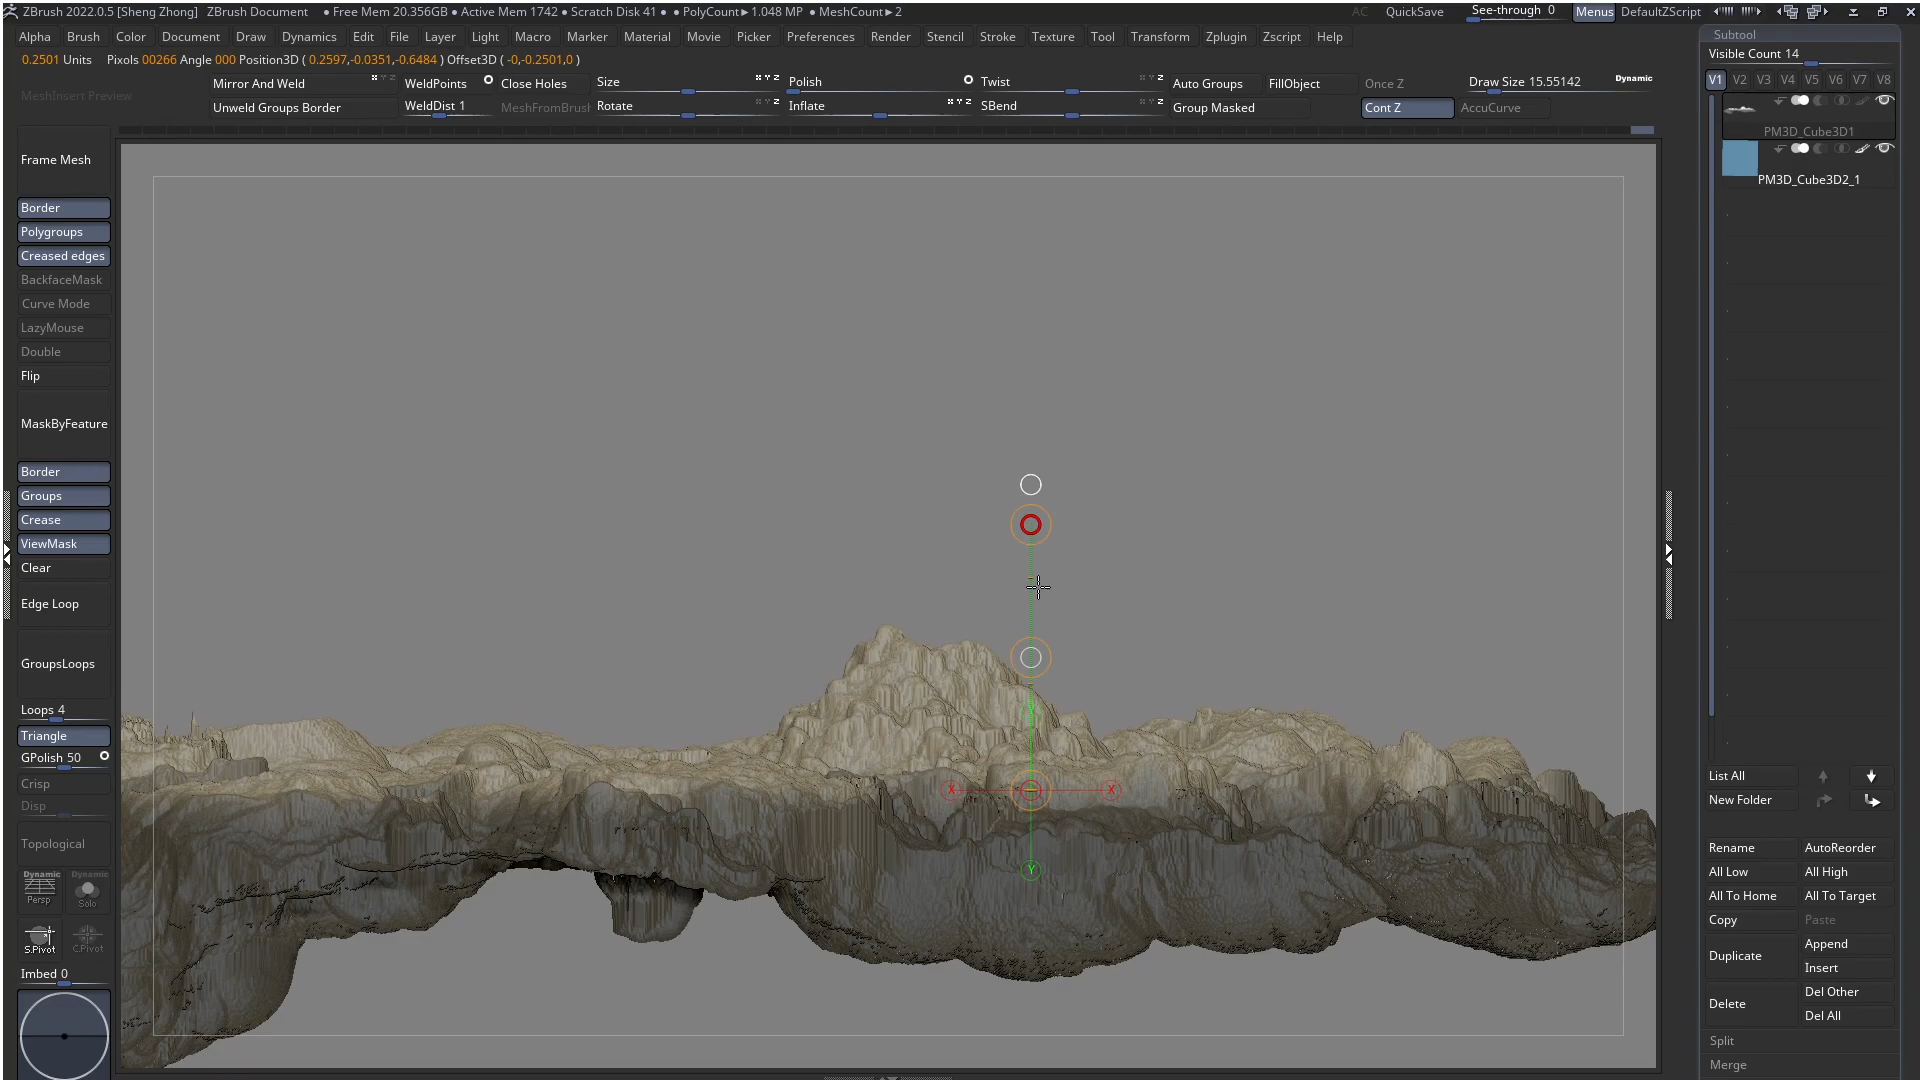 ZBrush 2022.0.5 [Sheng Zhong] ZBrush Document • Free Mem 20.356GB • Active Mem 1742 • Scratch Disk 41 • • PolyCount► 1.048 MP • MeshCount► 2 AC QuickSave See-through 0 Menus DefaultZScript
Alpha Brush Color Document Draw Dynamics Edit File Layer Light Macro Marker Material Movie Picker Preferences Render Stencil Stroke Texture Tool Transform Zplugin Zscript Help
0.2501 Units Pixols 00266 Angle 000 Position3D ( 0.2597,-0.0351,-0.6484 ) Offset3D ( -0,-0.2501,0 )
MeshInsert Preview
Mirror And Weld WeldPoints Close Holes Size Polish Twist Auto Groups FillObject Once Z Draw Size 15.55142 Dynamic
Unweld Groups Border WeldDist 1 MeshFromBrush Rotate Inflate SBend Group Masked Cont Z AccuCurve
Frame Mesh
Border
Polygroups
Creased edges
BackfaceMask
Curve Mode
LazyMouse
Double
Flip
MaskByFeature
Border
Groups
Crease
ViewMask
Clear
Edge Loop
GroupsLoops
Loops 4
Triangle
GPolish 50
Crisp
Disp
Topological
Dynamic Dynamic
Persp Solo
S.Pivot C.Pivot
Imbed 0
Y
X X
Y
Subtool
Visible Count 14
V1 V2 V3 V4 V5 V6 V7 V8
PM3D_Cube3D1
PM3D_Cube3D2_1
List All
New Folder
Rename AutoReorder
All Low All High
All To Home All To Target
Copy Paste
Duplicate Append
Insert
Delete Del Other
Del All
Split
Merge